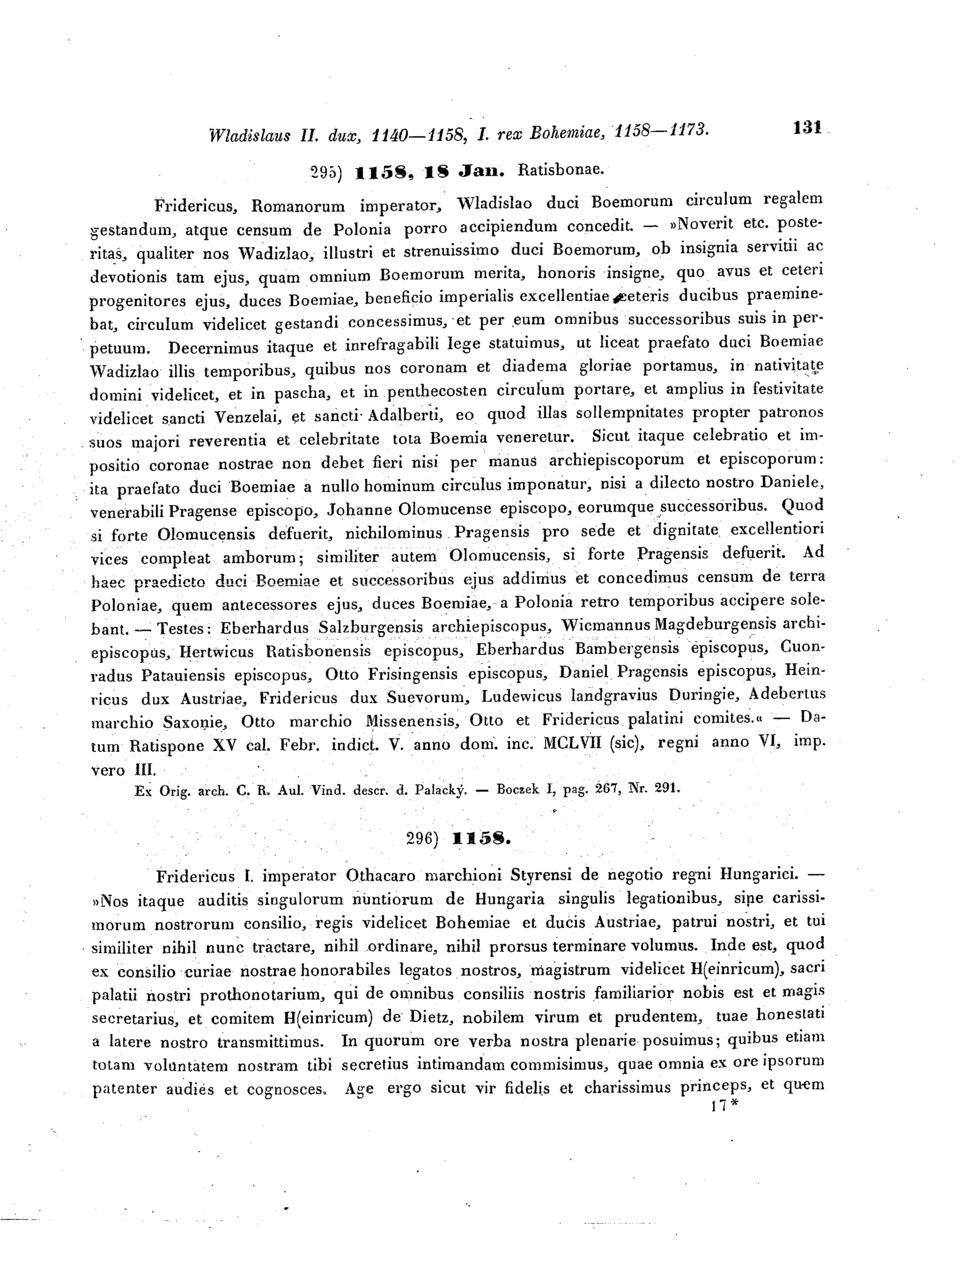 Wladislaus II. dux, 1140—1158, I. rex Bohemiae, 1158—1173. 131
295) 1158, 18 Jan. Ratisbonae.
Fridericus, Romanorum imperator, Wladislao duci Boemorum circulum regalem
gestandum, atque censum de Polonia porro accipiendum concedit. — »Noverit etc. poste-
ritas, qualiter nos Wadizlao, illustri et strenuissimo duci Boemorum, ob insignia servitii ac
devotionis tam ejus, quam omnium Boemorum merita, honoris insigne, quo avus et ceteri
progenitores ejus, duces Boemiae, beneficio imperialis excellentiae ceteris ducibus praemine-
bat, circulum videlicet gestandi concessimus, et per eum omnibus successoribus suis in per-
petuum. Decernimus itaque et inrefragabili lege statuimus, ut liceat praefato duci Boemiae
Wadizlao illis temporibus, quibus nos coronam et diadema gloriae portamus, in nativitate
domini videlicet, et in pascha, et in penthecosten circulum portare, et amplius in festivitate
videlicet sancti Venzelai, et sancti Adalberti, eo quod illas sollempnitates propter patronos
suos majori reverentia et celebritate tota Boemia veneretur. Sicut itaque celebratio et im-
positio coronae nostrae non debet fieri nisi per manus archiepiscoporum et episcoporum:
ita praefato duci Boemiae a nullo hominum circulus imponatur, nisi a dilecto nostro Daniele,
venerabili Pragense episcopo, Johanne Olomucense episcopo, eorumque successoribus. Quod
si forte Olomucensis defuerit, nichilominus Pragensis pro sede et dignitate excellentiori
vices compleat amborum; similiter autem Olomucensis, si forte Pragensis defuerit. Ad
haec praedicto duci Boemiae et successoribus ejus addimus et concedimus censum de terra
Poloniae, quem antecessores ejus, duces Boemiae, a Polonia retro temporibus accipere sole-
bant. — Testes: Eberhardus Salzburgensis archiepiscopus, Wicmannus Magdeburgensis archi-
episcopus, Hertwicus Ratisbonensis episcopus, Eberhardus Bambergensis episcopus, Cuon-
radus Patauiensis episcopus, Otto Frisingensis episcopus, Daniel Pragensis episcopus, Hein-
ricus dux Austriae, Fridericus dux Suevorum, Ludewicus landgravius Duringie, Adebertus
marchio Saxonie, Otto marchio Missenensis, Otto et Fridericus palatini comites.« — Da-
tum Ratispone XV cal. Febr. indict. V. anno dom. inc. MCLVII (sic), regni anno VI, imp.
vero III.
Ex Orig. arch. C. R. Aul. Vind. descr. d. Palacký. — Boczek I, pag. 267, Nr. 291.
296) 1158.
Fridericus I. imperator Othacaro marchioni Styrensi de negotio regni Hungarici. —
»Nos itaque auditis singulorum nuntiorum de Hungaria singulis legationibus, sine carissi-
morum nostrorum consilio, regis videlicet Bohemiae et ducis Austriae, patrui nostri, et tui
similiter nihil nunc tractare, nihil ordinare, nihil prorsus terminare volumus. Inde est, quod
ex consilio curiae nostrae honorabiles legatos nostros, magistrum videlicet H(einricum), sacri
palatii nostri prothonotarium, qui de omnibus consiliis nostris familiarior nobis est et magis
secretarius, et comitem H(einricum) de Dietz, nobilem virum et prudentem, tuae honestati
a latere nostro transmittimus. In quorum ore verba nostra plenarie posuimus; quibus etiam
totam voluntatem nostram tibi secretius intimandam commisimus, quae omnia ex ore ipsorum
patenter audies et cognosces. Age ergo sicut vir fidelis et charissimus princeps, et quem
17*